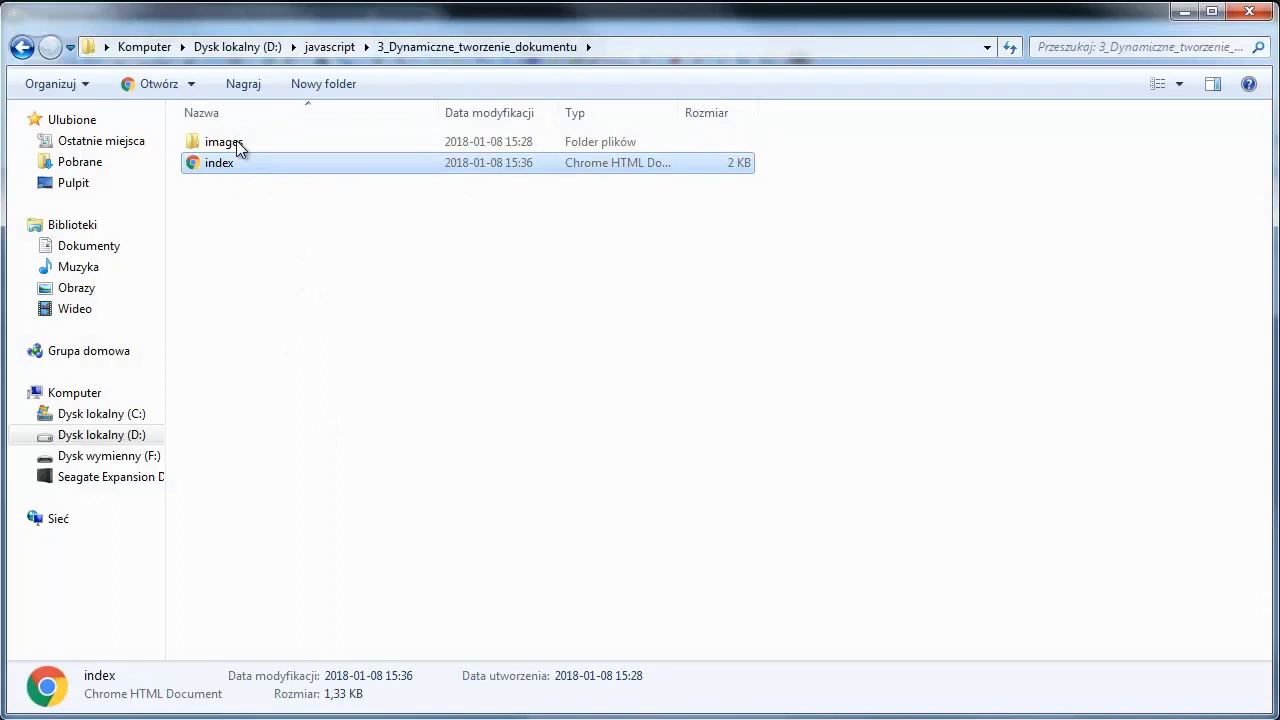 Komputer Dysk lokalny (D:) javascript 3_Dynamiczne_tworzenie_dokumentu Przeszukaj: 3_Dynamiczne_tworzenie_...
Organizuj Otwórz Nagraj Nowy folder
Nazwa Data modyfikacji Typ Rozmiar
images 2018-01-08 15:28 Folder plików
index 2018-01-08 15:36 Chrome HTML Do... 2 KB
Ulubione
Ostatnie miejsca
Pobrane
Pulpit
Biblioteki
Dokumenty
Muzyka
Obrazy
Wideo
Grupa domowa
Komputer
Dysk lokalny (C:)
Dysk lokalny (D:)
Dysk wymienny (F:)
Seagate Expansion D
Sieć
index Data modyfikacji: 2018-01-08 15:36 Data utworzenia: 2018-01-08 15:28
Chrome HTML Document Rozmiar: 1,33 KB